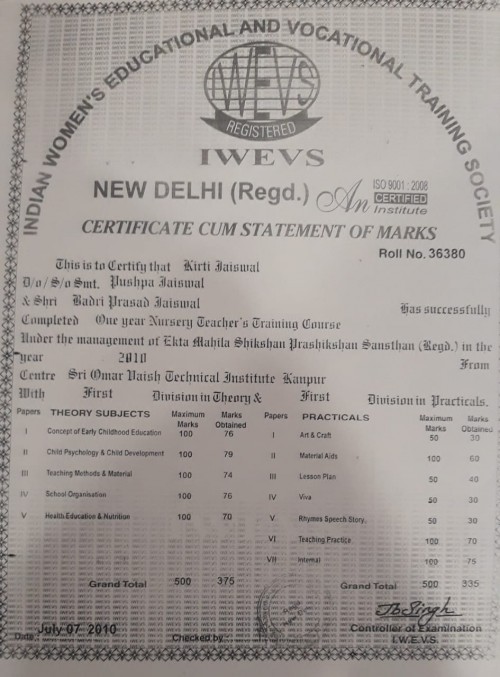 INDIAN WOMEN'S EDUCATIONAL AND VOCATIONAL TRAINING SOCIETY
IWEVS
REGISTERED
IWEVS
NEW DELHI (Regd.) An ISO 9001 : 2008
CERTIFIED
Institute
CERTIFICATE CUM STATEMENT OF MARKS
Roll No. 36380
This is to Certify that Kirti Jaiswal
D/o/S/o Smt. Pushpa Jaiswal
& Shri Badri Prasad Jaiswal Has successfully
Completed One year Nursery Teacher's Training Course
Under the management of Ekta Mahila Shikshan Prashikshan Sansthan (Regd.) in the
year 2010 From
Centre Sri Omar Vaish Technical Institute Kanpur
With First Division in Theory & First Division in Practicals.
Papers THEORY SUBJECTS Maximum Marks Marks Obtained Papers PRACTICALS Maximum Marks Marks Obtained
I Concept of Early Childhood Education 100 76 I Art & Craft 50 30
II Child Psychology & Child Development 100 79 II Material Aids 100 60
III Teaching Methods & Material 100 74 III Lesson Plan 50 40
IV School Organisation 100 76 IV Viva 50 30
V Health Education & Nutrition 100 70 V Rhymes Speech Story. 50 30
VI Teaching Practice 100 70
VII Internal 100 75
Grand Total 500 375 Grand Total 500 335
Date July 07 2010 Checked by
Controller of Examination
I.W.E.V.S.